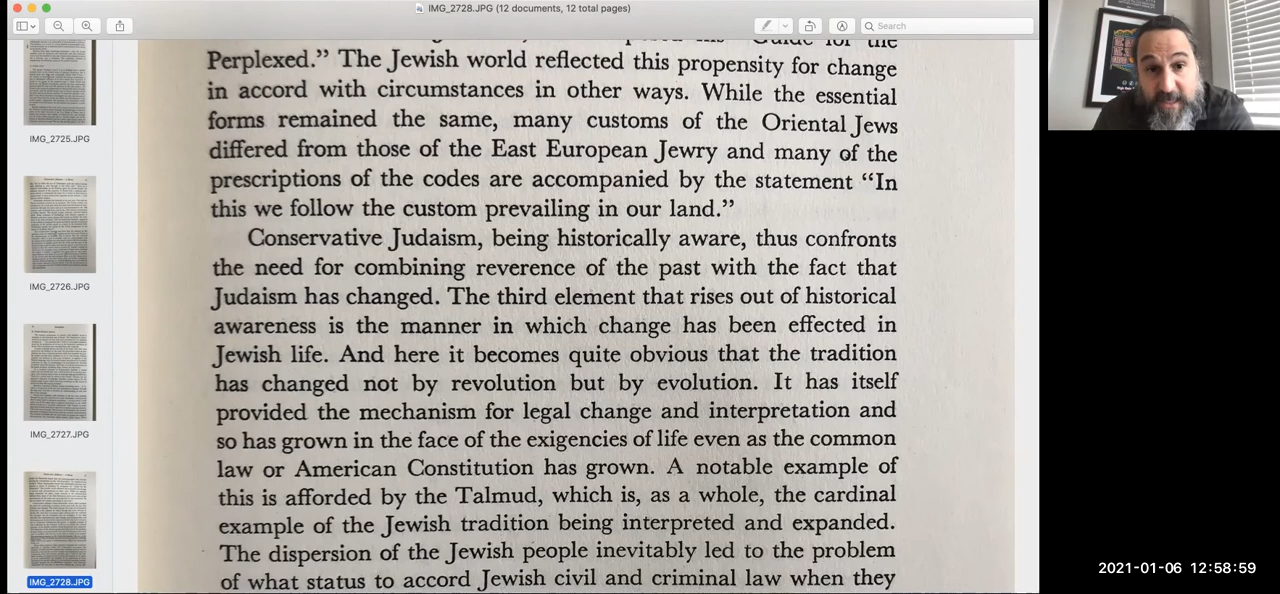 IMG_2728.JPG (12 documents, 12 total pages)
Search
Guide for the
Perplexed." The Jewish word reflected this propensity for change
in accord with circumstances in other ways. While the essential
forms remained the same, many customs of the Oriental Jews
differed from those of the East European Jewry and many of the
prescriptions of the codes are accompanied by the statement "In
this we follow the custom prevailing in our land."
Conservative Judaism, being historically aware, thus confronts
the need for combining reverence of the past with the fact that
Judaism has changed. The third element that rises out of historical
awareness is the manner in which change has been effected in
Jewish life. And here it becomes quite obvious that the tradition
has changed not by revolution but by evolution. It has itself
provided the mechanism for legal change and interpretation and
so has grown in the face of the exigencies of life even as the common
law or American Constitution has grown. A notable example of
this is afforded by the Talmud, which is, as a whole, the cardinal
example of the Jewish tradition being interpreted and expanded.
The dispersion of the Jewish people inevitably led to the problem
of what status to accord Jewish civil and criminal law when they
IMG_2725.JPG
IMG_2726.JPG
IMG_2727.JPG
IMG_2728.JPG
2021-01-06 12:58:59